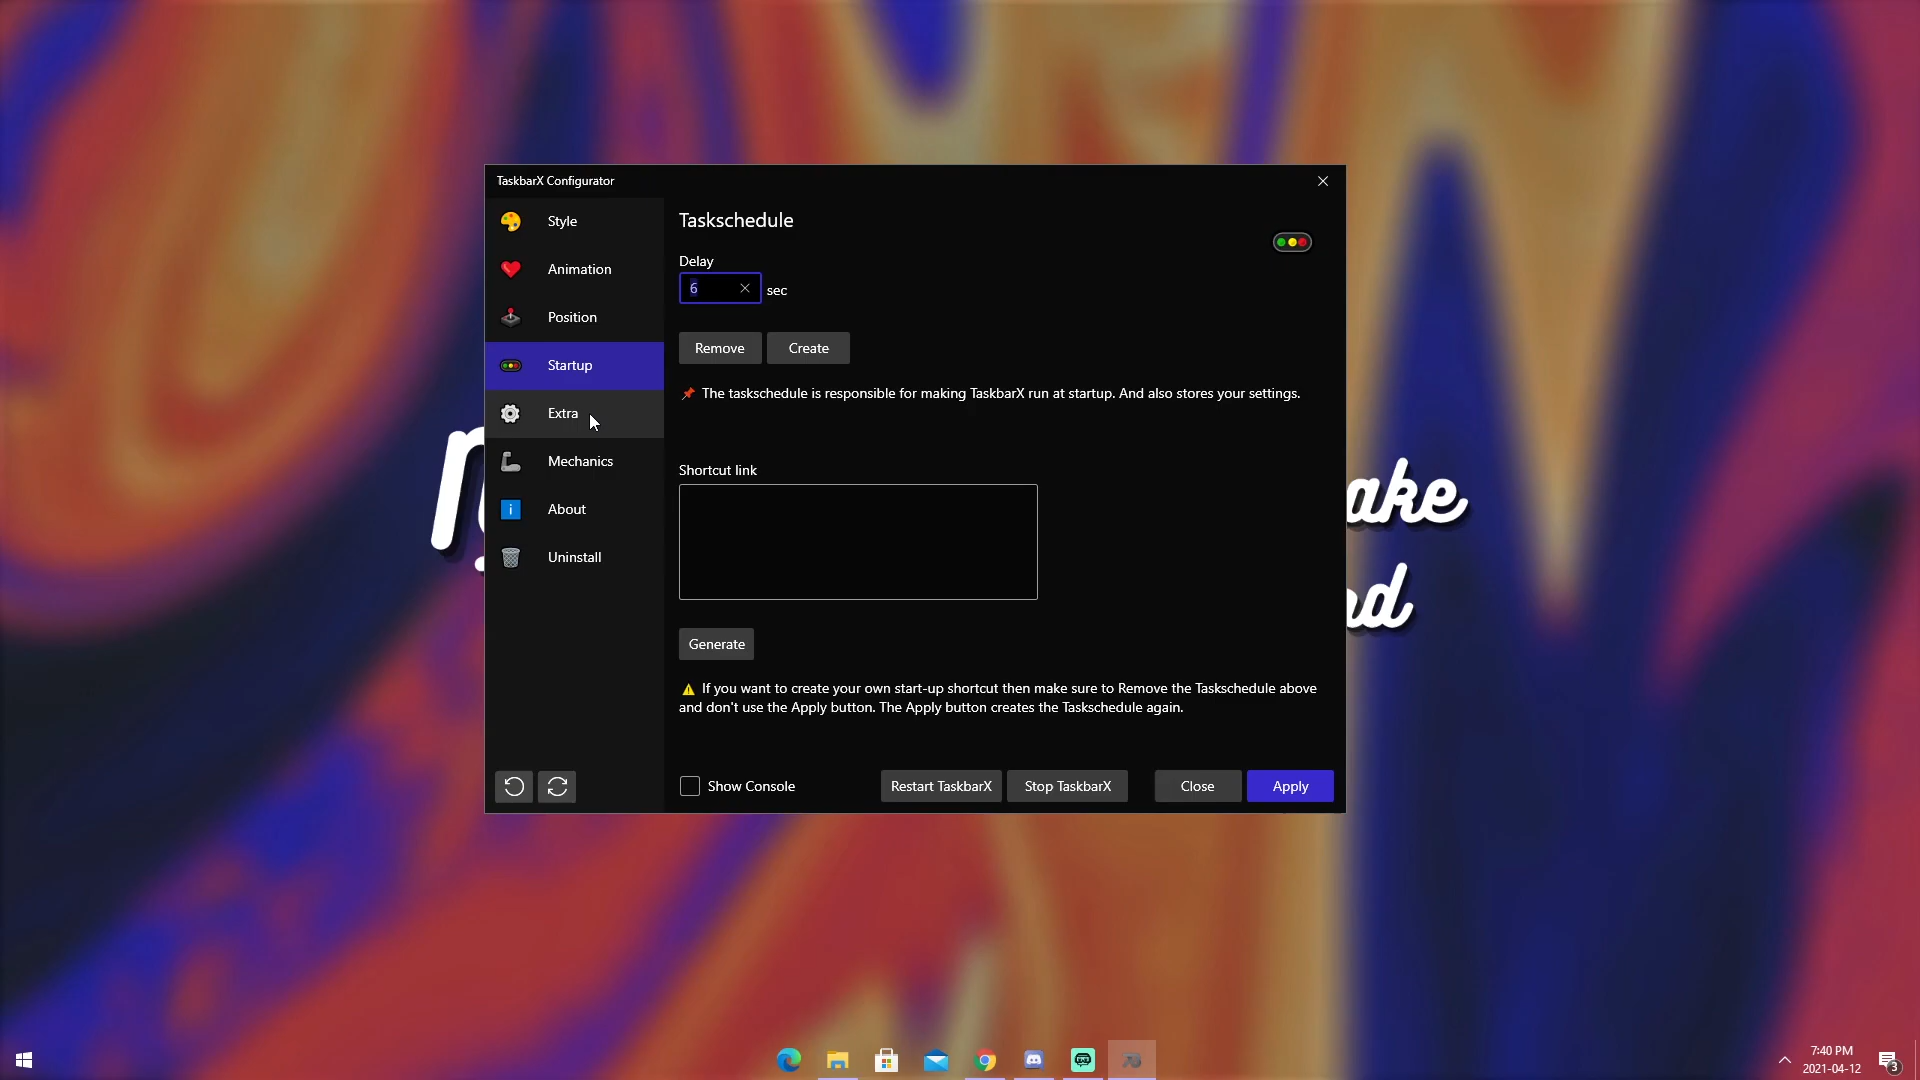 TaskbarX Configurator
Style
Animation
Position
Startup
Extra
Mechanics
About
Uninstall
Taskschedule
Delay
6
sec
Remove
Create
The taskschedule is responsible for making TaskbarX run at startup. And also stores your settings.
Shortcut link
Generate
If you want to create your own start-up shortcut then make sure to Remove the Taskschedule above
and don't use the Apply button. The Apply button creates the Taskschedule again.
Show Console
Restart TaskbarX
Stop TaskbarX
Close
Apply
7:40 PM
2021-04-12
3